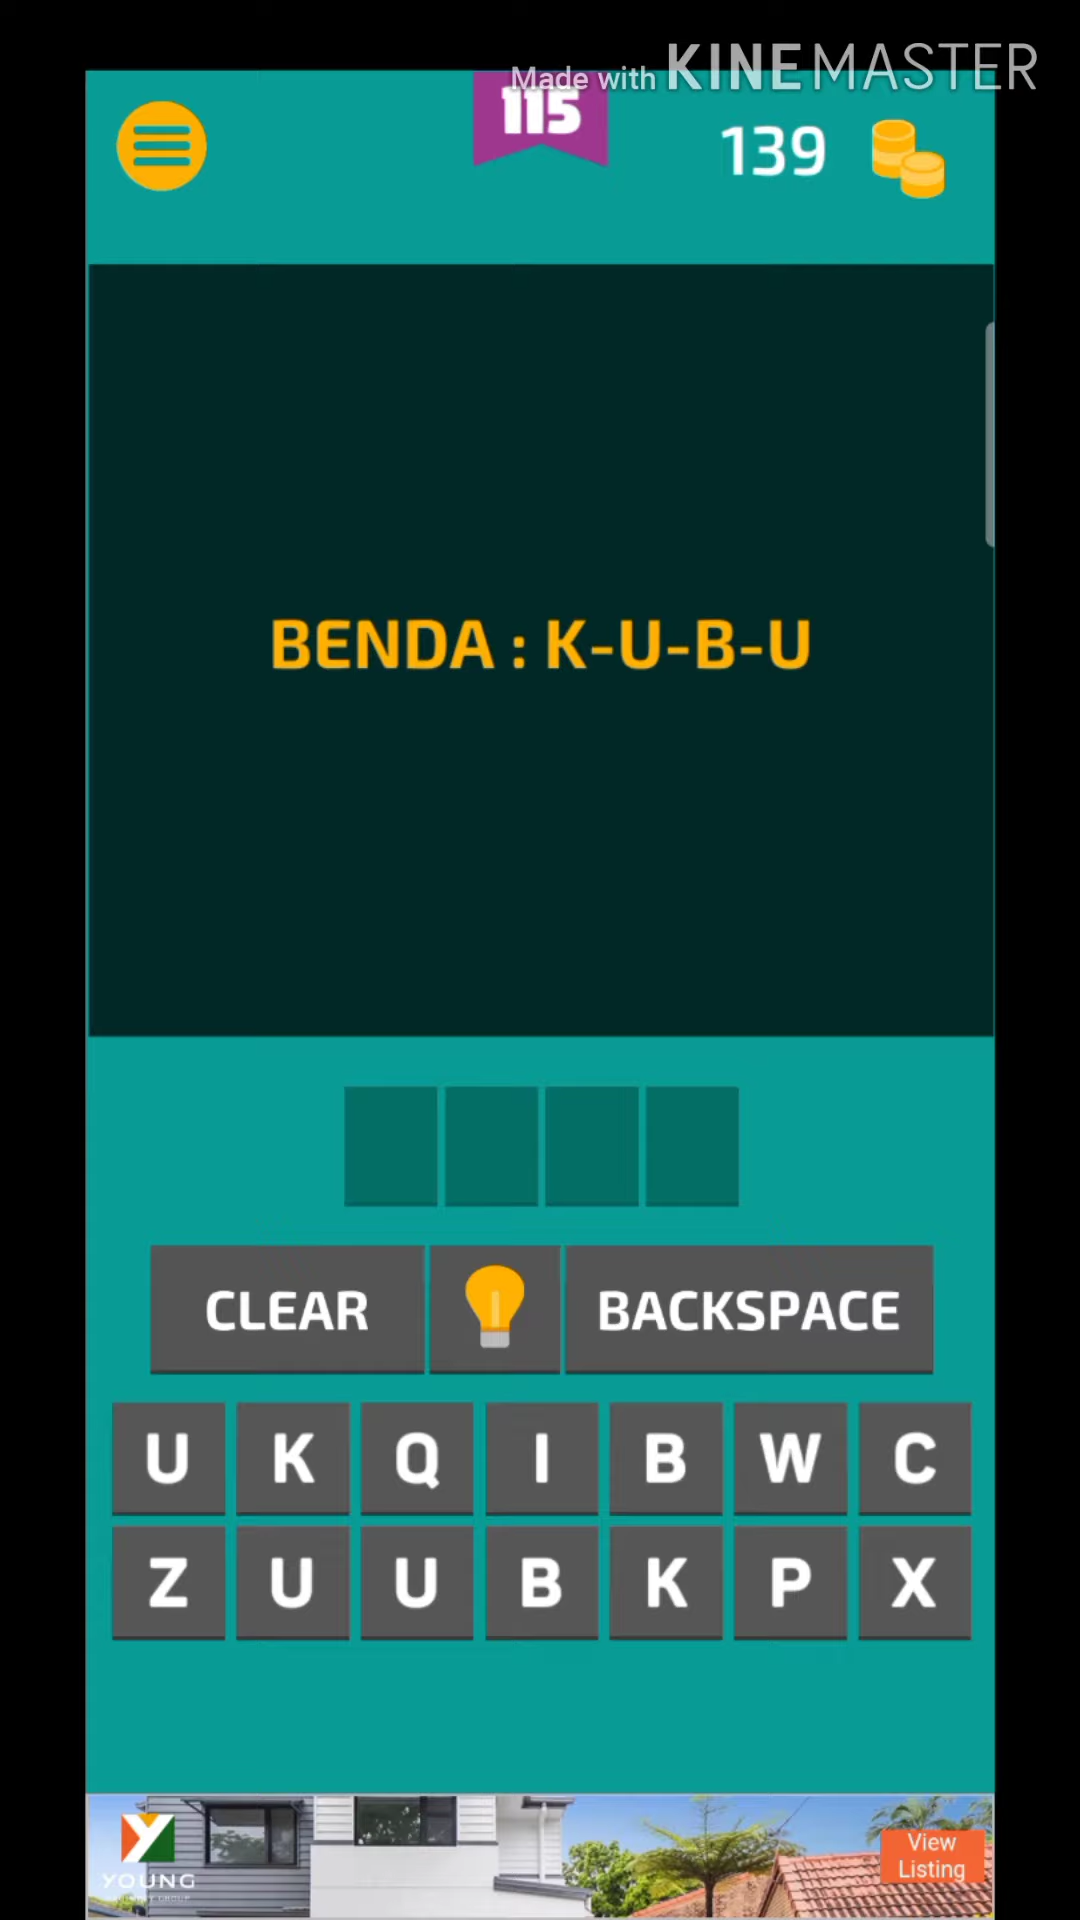 Made with KINEMASTER
115
139
BENDA : K-U-B-U
CLEAR
BACKSPACE
U K Q I B W C
Z U U B K P X
YOUNG
View
Listing